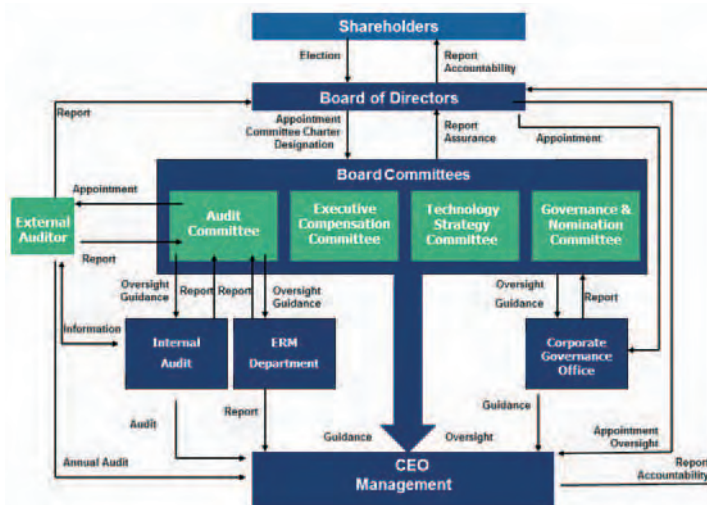 Shareholders
Election
Report
Accountability
Board of Directors
Report
Appointment
Committee Charter
Designation
Report
Assurance
Appointment
Board Committees
Appointment
External
Auditor
Audit
Committee
Executive
Compensation
Committee
Technology
Strategy
Committee
Governance &
Nomination
Committee
Report
Oversight
Guidance
Report
Report
Oversight
Guidance
Oversight
Guidance
Report
Information
Internal
Audit
ERM
Department
Corporate
Governance
Office
Audit
Report
Guidance
Guidance
Oversight
Appointment
Oversight
Annual Audit
CEO
Management
Report
Accountability